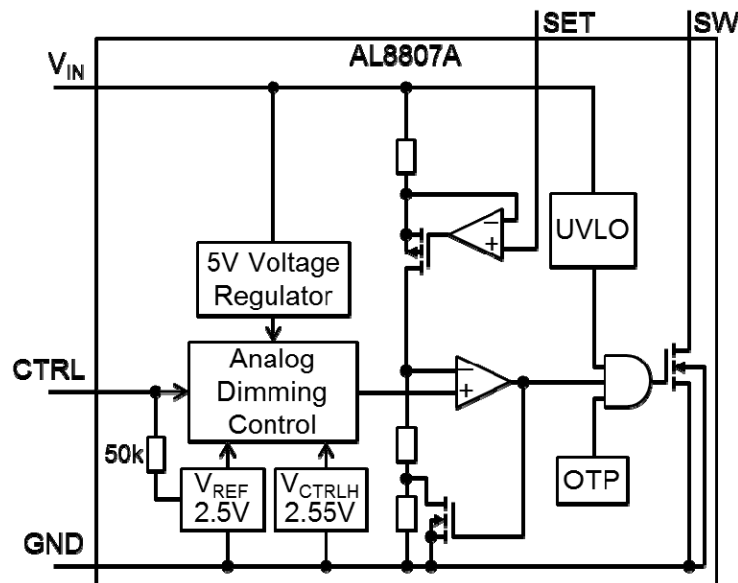 SET
SW
AL8807A
VIN
UVLO
5V Voltage
Regulator
CTRL
Analog
Dimming
Control
50k
VREF
2.5V
VCTRLH
2.55V
OTP
GND
−
+
−
+